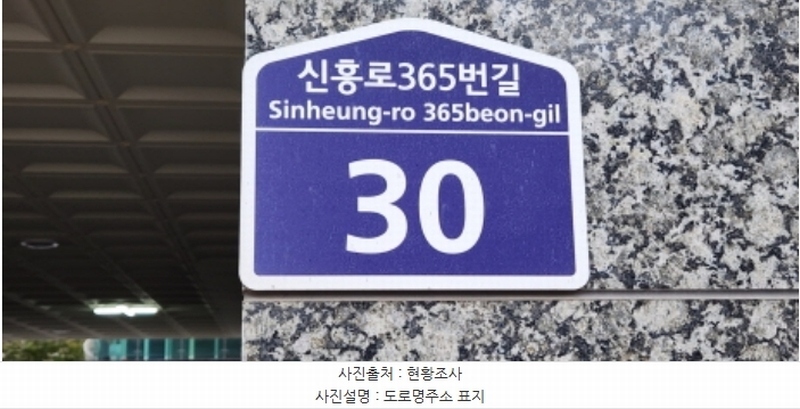 신흥로365번길
Sinheung-ro 365beon-gil
30
사진출처 : 현황조사
사진설명 : 도로명주소 표지